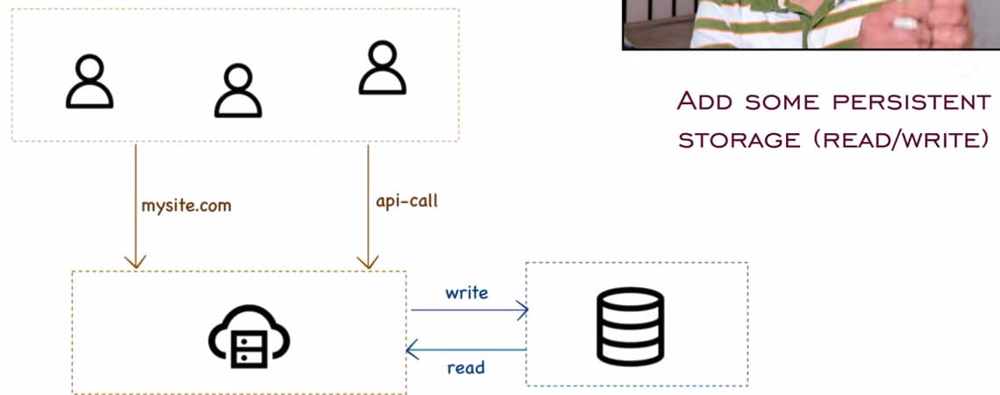 ADD SOME PERSISTENT
STORAGE (READ/WRITE)
mysite.com
api-call
write
read